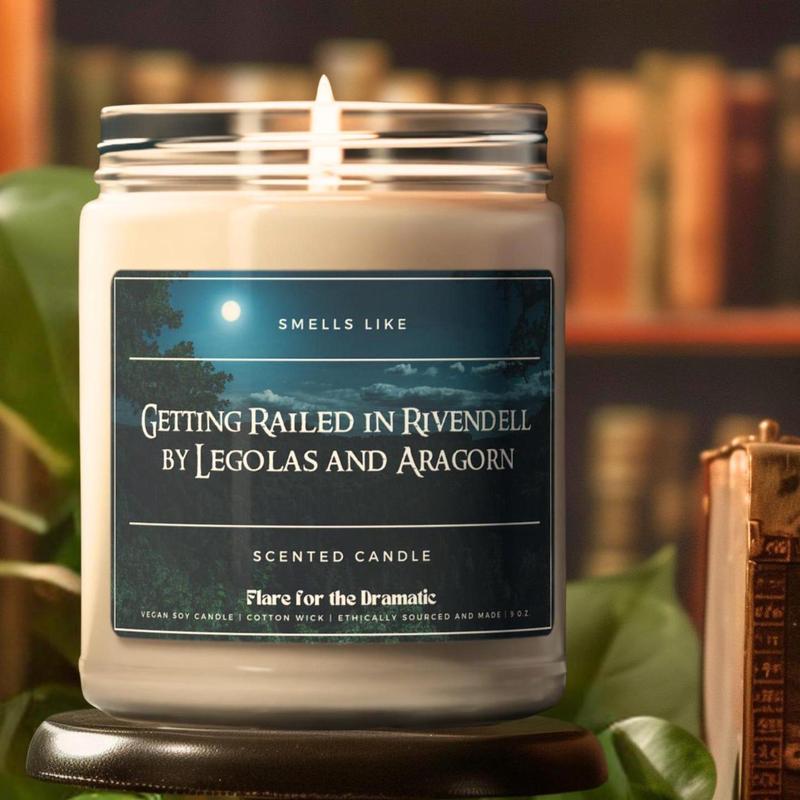 SMELLS LIKE
GETTING RAILED IN RIVENDELL
BY LEGOLAS AND ARAGORN
SCENTED CANDLE
Flare for the Dramatic
VEGAN SOY CANDLE | COTTON WICK | ETHICALLY SOURCED AND MADE | 9 OZ.